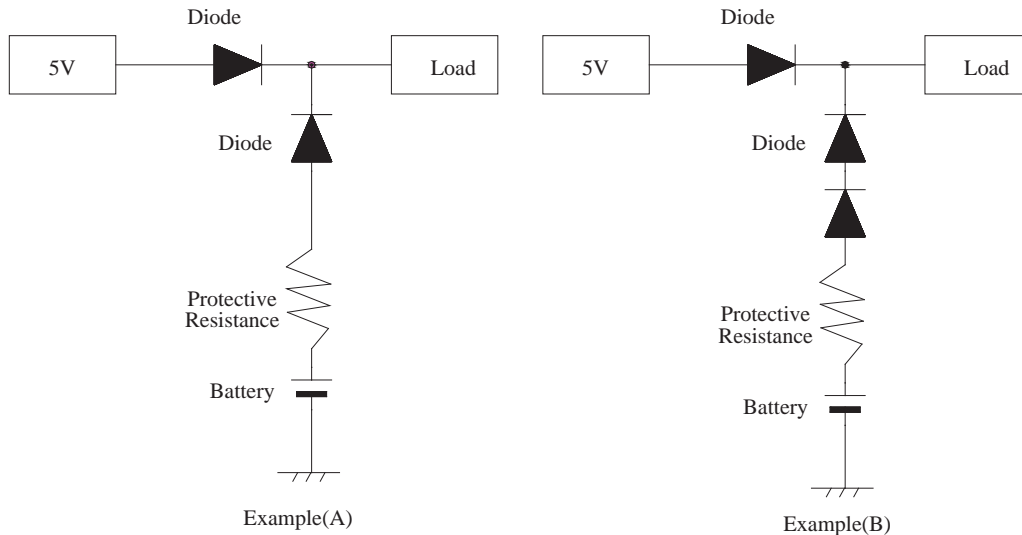 Diode
5V
Load
Diode
Protective
Resistance
Battery
Example(A)
Diode
5V
Load
Diode
Protective
Resistance
Battery
Example(B)